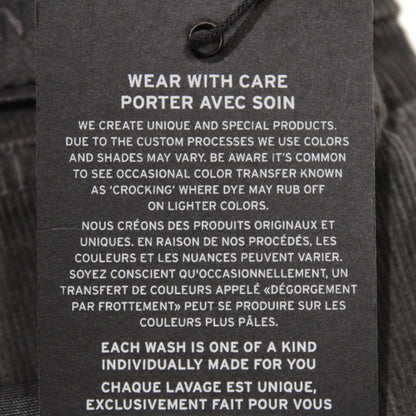 WEAR WITH CARE
PORTER AVEC SOIN
WE CREATE UNIQUE AND SPECIAL PRODUCTS.
DUE TO THE CUSTOM PROCESSES WE USE COLORS
AND SHADES MAY VARY. BE AWARE IT'S COMMON
TO SEE OCCASIONAL COLOR TRANSFER KNOWN
AS 'CROCKING' WHERE DYE MAY RUB OFF
ON LIGHTER COLORS.
NOUS CRÉONS DES PRODUITS ORIGINAUX ET
UNIQUES. EN RAISON DE NOS PROCÉDÉS, LES
COULEURS ET LES NUANCES PEUVENT VARIER.
SOYEZ CONSCIENT QU'OCCASIONNELLEMENT, UN
TRANSFERT DE COULEURS APPELÉ «DÉGORGEMENT
PAR FROTTEMENT» PEUT SE PRODUIRE SUR LES
COULEURS PLUS PÂLES.
EACH WASH IS ONE OF A KIND
INDIVIDUALLY MADE FOR YOU
CHAQUE LAVAGE EST UNIQUE,
EXCLUSIVEMENT FAIT POUR VOUS